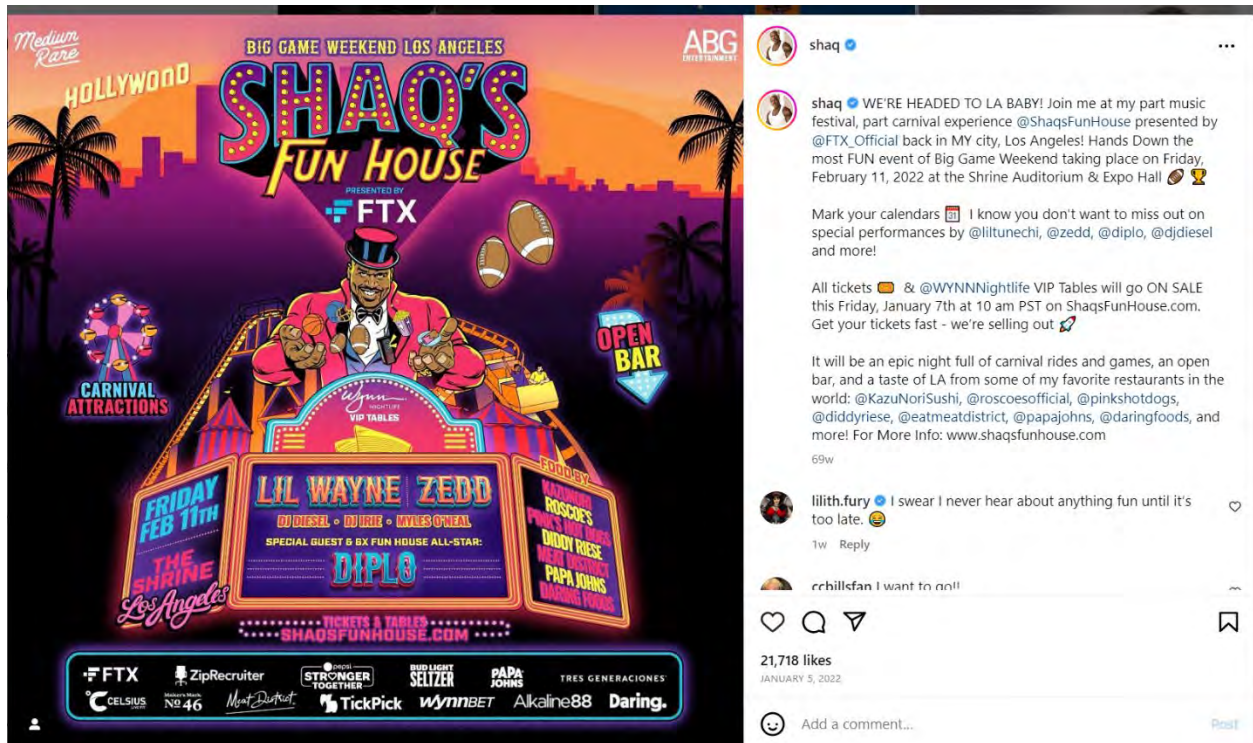 Medium
Rare
BIG GAME WEEKEND LOS ANGELES
ABG
ENTERTAINMENT
HOLLYWOOD
SHAQ'S
FUN HOUSE
PRESENTED BY
FTX
CARNIVAL
ATTRACTIONS
OPEN
BAR
Wynn
NIGHTLIFE
VIP TABLES
FRIDAY
FEB 11TH
THE
SHRINE
Los Angeles
LIL WAYNE ZEDD
DJ DIESEL • DJ IRIE • MYLES O'NEAL
SPECIAL GUEST & 6X FUN HOUSE ALL-STAR:
DIPLO
FOOD BY
KAZUNORI
ROSCOE'S
PINK'S HOT DOGS
DIDDY RIESE
MEAT DISTRICT
PAPA JOHNS
DARING FOODS
TICKETS & TABLES
SHAQSFUNHOUSE.COM
FTX
ZipRecruiter
pepsi
STRONGER
TOGETHER
BUD LIGHT
SELTZER
PAPA
JOHNS
TRES GENERACIONES
CELSIUS
Maker's Mark
No 46
Meat District
TickPick
WYNNBET
Alkaline88
Daring.
shaq
shaq WE'RE HEADED TO LA BABY! Join me at my part music
festival, part carnival experience @ShaqsFunHouse presented by
@FTX_Official back in MY city, Los Angeles! Hands Down the
most FUN event of Big Game Weekend taking place on Friday,
February 11, 2022 at the Shrine Auditorium & Expo Hall 🏈 🏆
Mark your calendars 📅 I know you don't want to miss out on
special performances by @liltunechi, @zedd, @diplo, @djdiesel
and more!
All tickets 🎟 & @WYNNNightlife VIP Tables will go ON SALE
this Friday, January 7th at 10 am PST on ShaqsFunHouse.com.
Get your tickets fast - we're selling out 🚀
It will be an epic night full of carnival rides and games, an open
bar, and a taste of LA from some of my favorite restaurants in the
world: @KazuNoriSushi, @roscoesofficial, @pinkshotdogs,
@diddyriese, @eatmeatdistrict, @papajohns, @daringfoods, and
more! For More Info: www.shaqsfunhouse.com
69w
lilith.fury I swear I never hear about anything fun until it's
too late. 😂
1w Reply
cchillsfan I want to go!!
21,718 likes
JANUARY 5, 2022
Add a comment...
Post